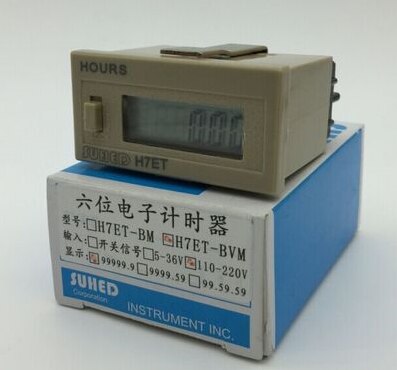 HOURS
000
SUHED H7ET
六位电子计时器
型号:□H7ET-BM ☑H7ET-BVM
输入:□开关信号□5-36V☑110-220V
显示:☑99999.9□9999.59□99.59.59
SUHED
Corporation
INSTRUMENT INC.